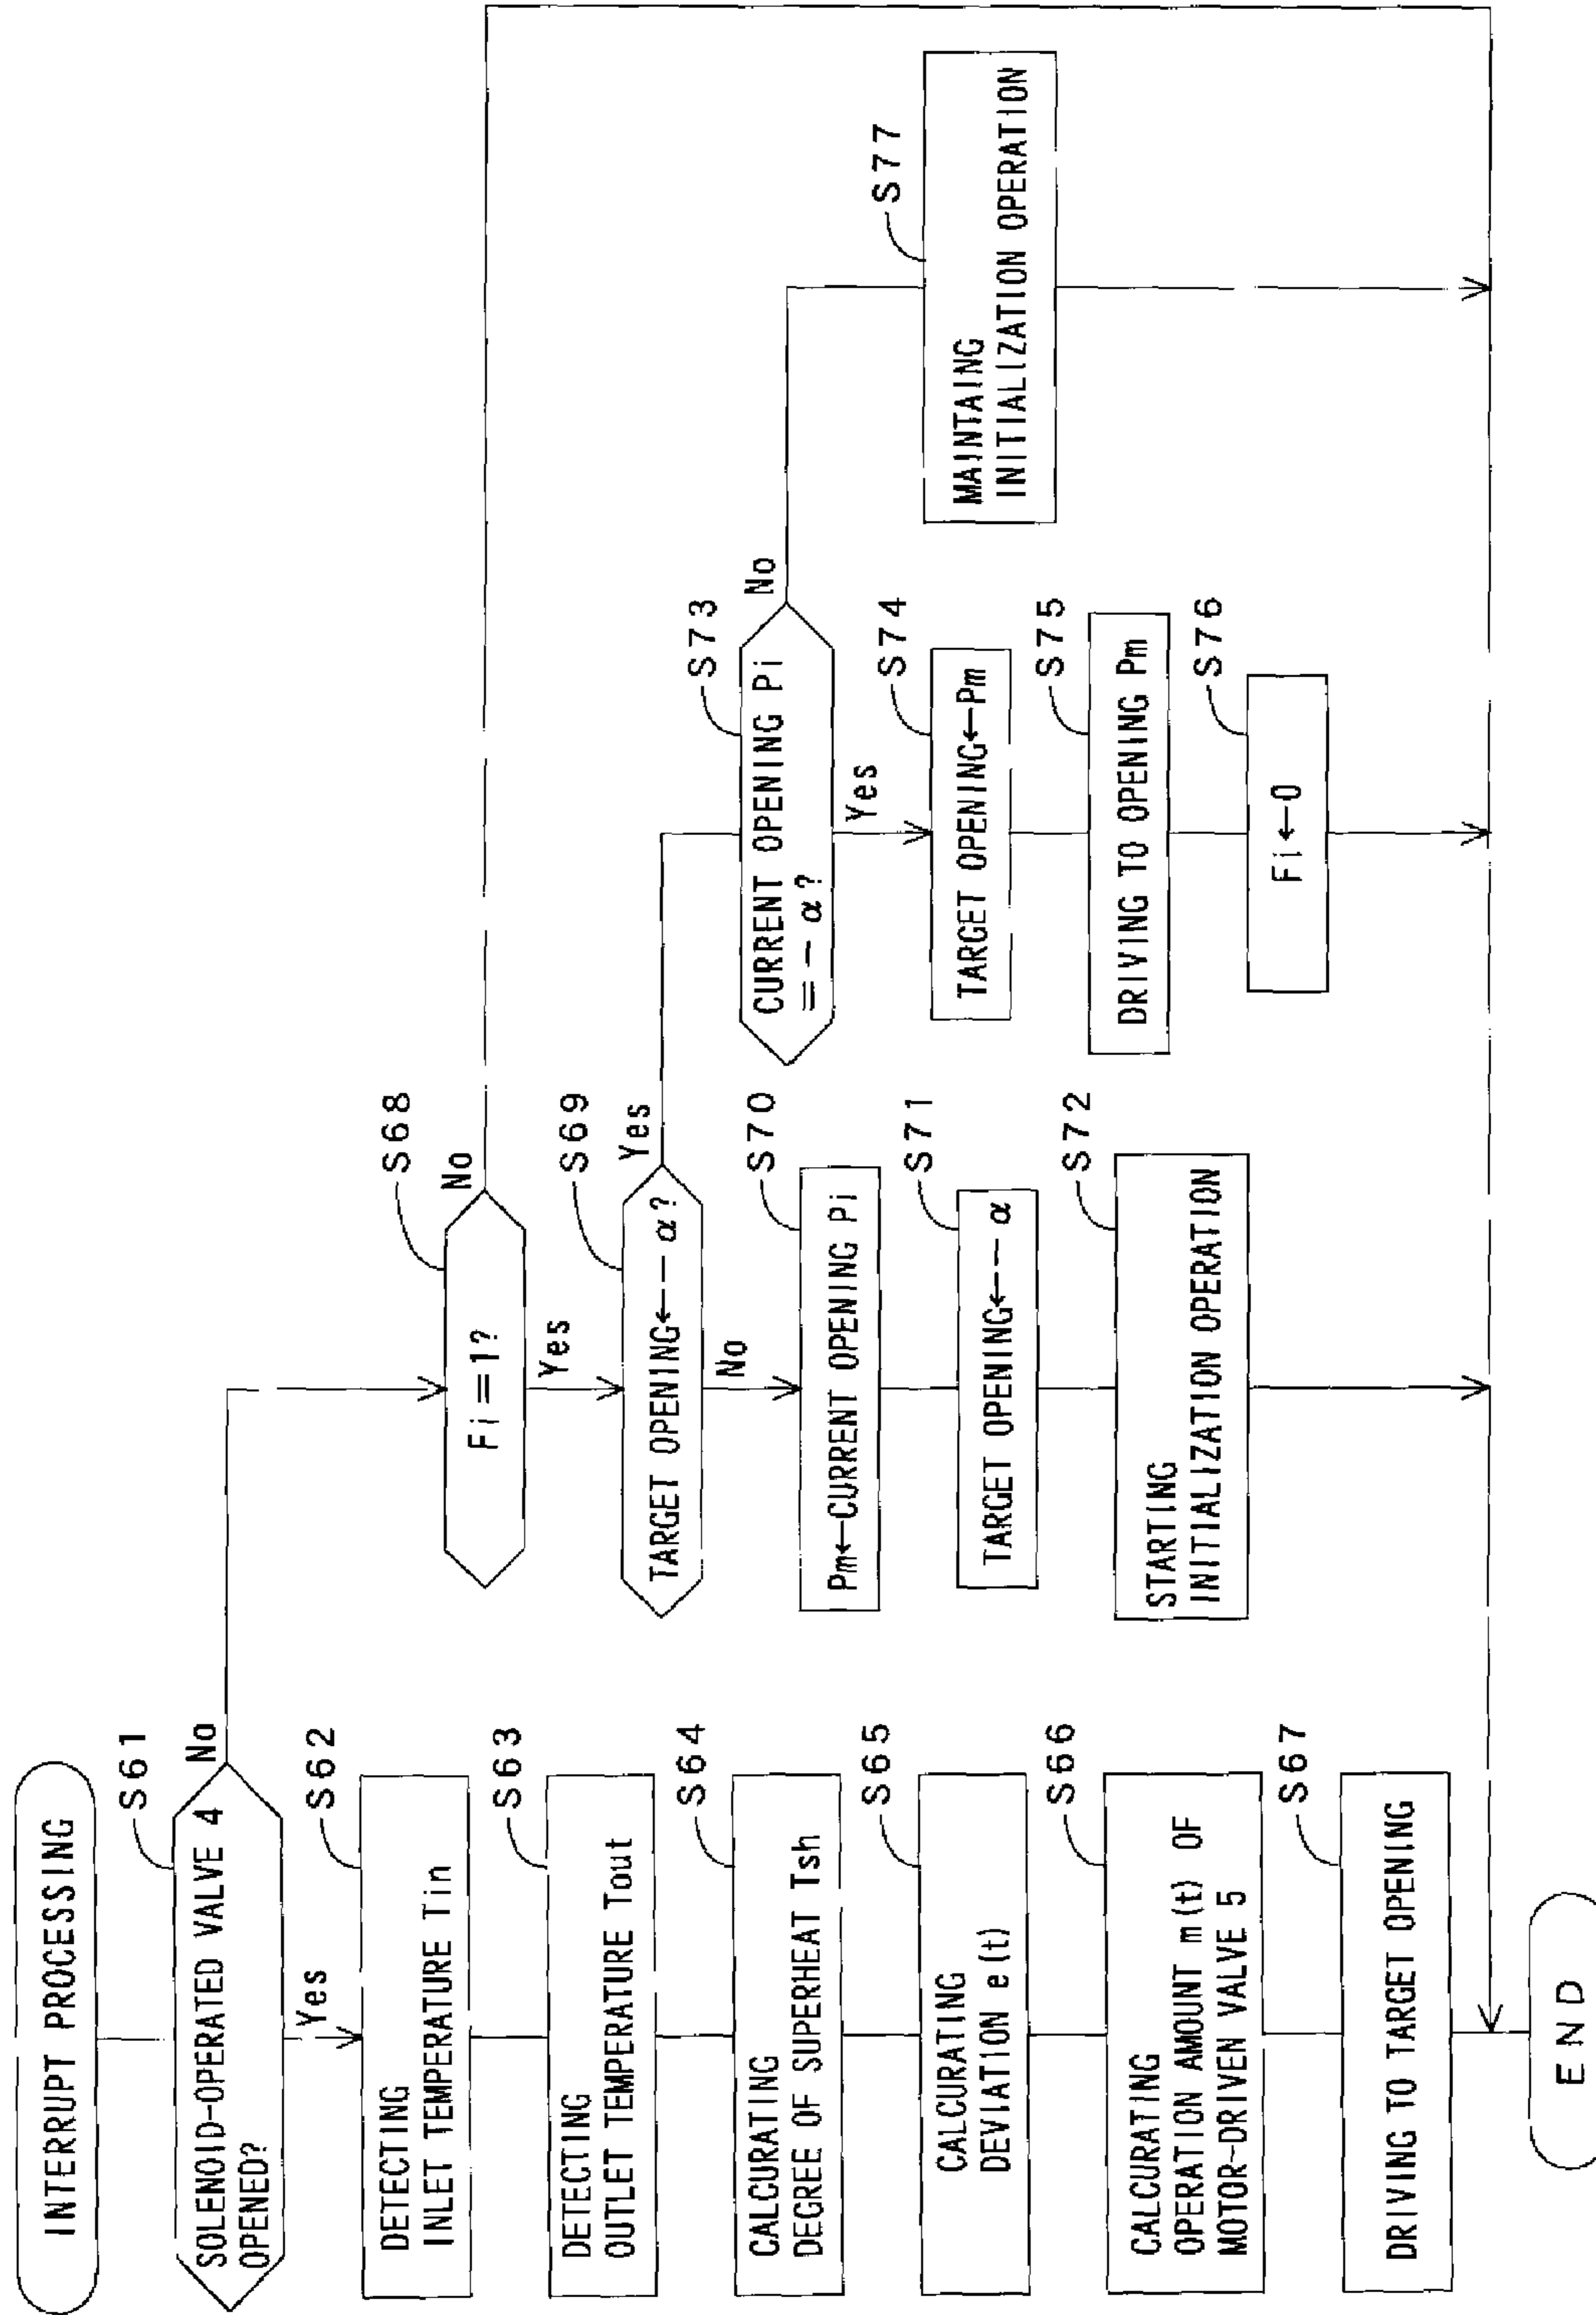 INTERRUPT PROCESSING
S61
SOLENOID-OPERATED VALVE 4
OPENED?
No
Yes
S62
DETECTING
INLET TEMPERATURE Tin
S63
DETECTING
OUTLET TEMPERATURE Tout
S64
CALCURATING
DEGREE OF SUPERHEAT Tsh
S65
CALCURATING
DEVIATION e(t)
S66
CALCURATING
OPERATION AMOUNT m(t) OF
MOTOR-DRIVEN VALVE 5
S67
DRIVING TO TARGET OPENING
END
S68
Fi=1?
No
Yes
S69
TARGET OPENING←-α?
Yes
No
S70
Pm←CURRENT OPENING Pi
S71
TARGET OPENING←-α
S72
STARTING
INITIALIZATION OPERATION
S73
CURRENT OPENING Pi
=-α?
No
Yes
S74
TARGET OPENING←Pm
S75
DRIVING TO OPENING Pm
S76
Fi←0
S77
MAINTAING
INITIALIZATION OPERATION